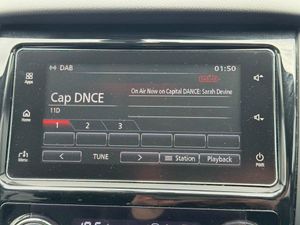 DAB 01:50
Apps
Cap DNCE
On Air Now on Capital DANCE: Sarah Devine
11D
Home
1 2 3
Menu
< TUNE > Station Playback
PWR